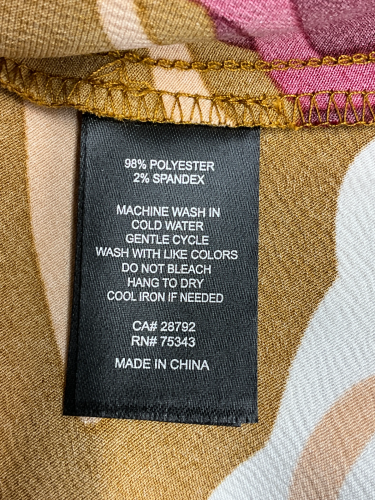 98% POLYESTER
2% SPANDEX
MACHINE WASH IN
COLD WATER
GENTLE CYCLE
WASH WITH LIKE COLORS
DO NOT BLEACH
HANG TO DRY
COOL IRON IF NEEDED
CA# 28792
RN# 75343
MADE IN CHINA